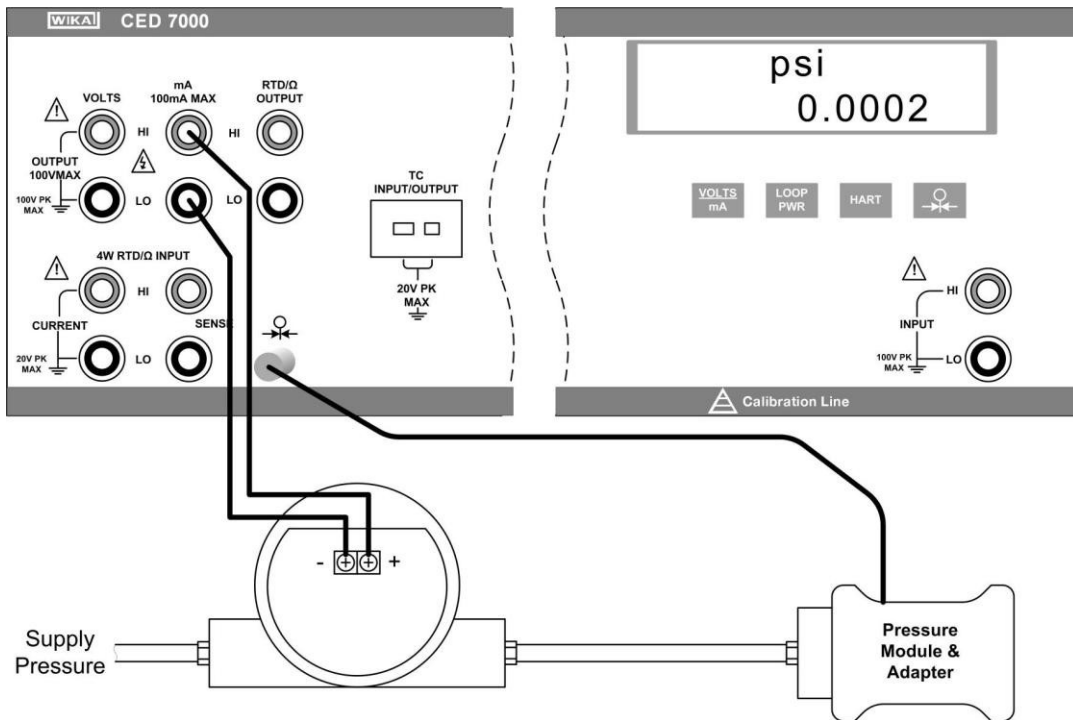 WIKA CED 7000
VOLTS
mA
100mA MAX
RTD/Ω
OUTPUT
HI
HI
OUTPUT
100VMAX
100V PK
MAX
LO
LO
TC
INPUT/OUTPUT
20V PK
MAX
4W RTD/Ω INPUT
HI
CURRENT
SENSE
20V PK
MAX
LO
psi
0.0002
VOLTS
mA
LOOP
PWR
HART
HI
INPUT
100V PK
MAX
LO
Calibration Line
- +
Supply
Pressure
Pressure
Module &
Adapter